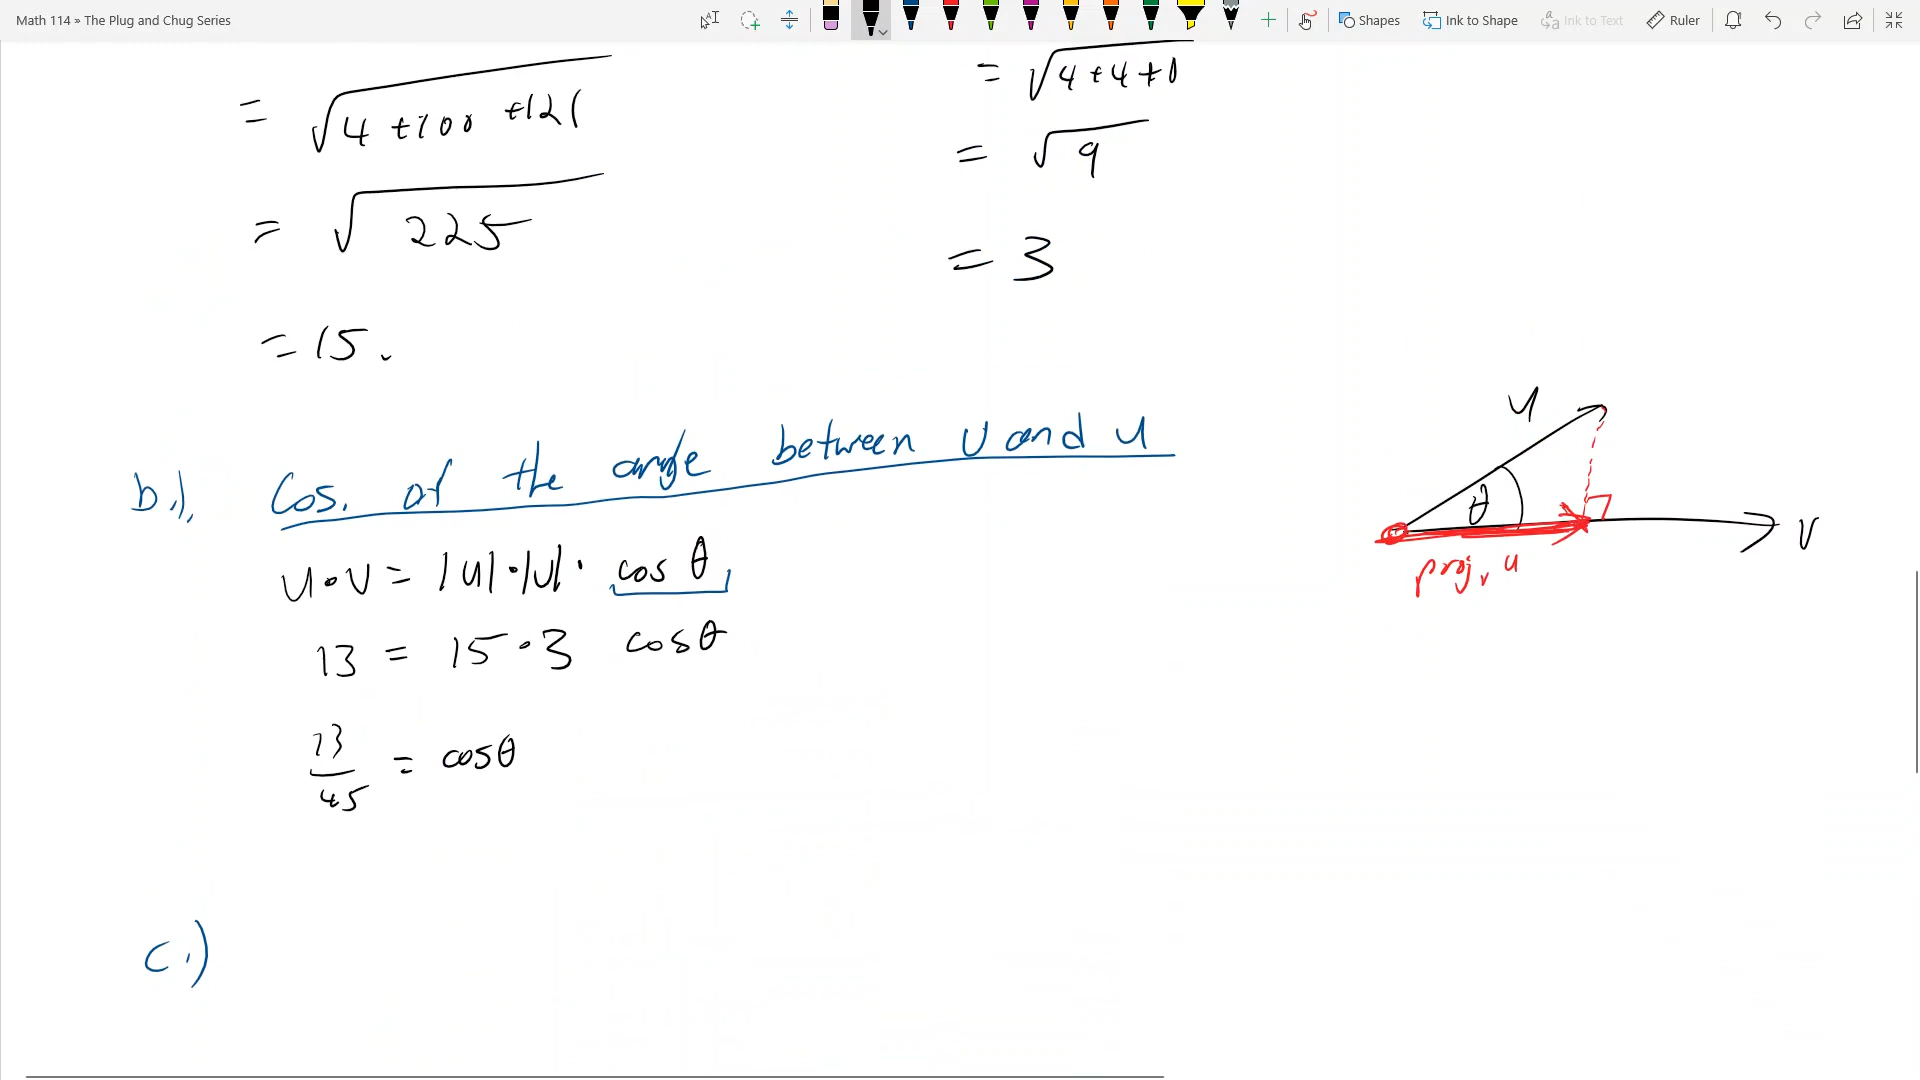 Math 114 » The Plug and Chug Series
Shapes
Ink to Shape
Ink to Text
Ruler
= √4 + 100 + 121
= √225
= 15.
= √4 + 4 + 1
= √9
= 3
b.). Cos. of the angle between v and u
u • v = |u| • |v| • cos θ
13 = 15 • 3 cos θ
13/45 = cos θ
u
θ
v
proj, u
c.)